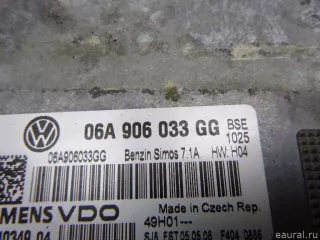 06A 906 033 GG BSE
1025
06A906033GG Benzin Simos 7.1A HW: H04
Made in Czech Rep.
EMENS VDO 49H01---
eaural.ru